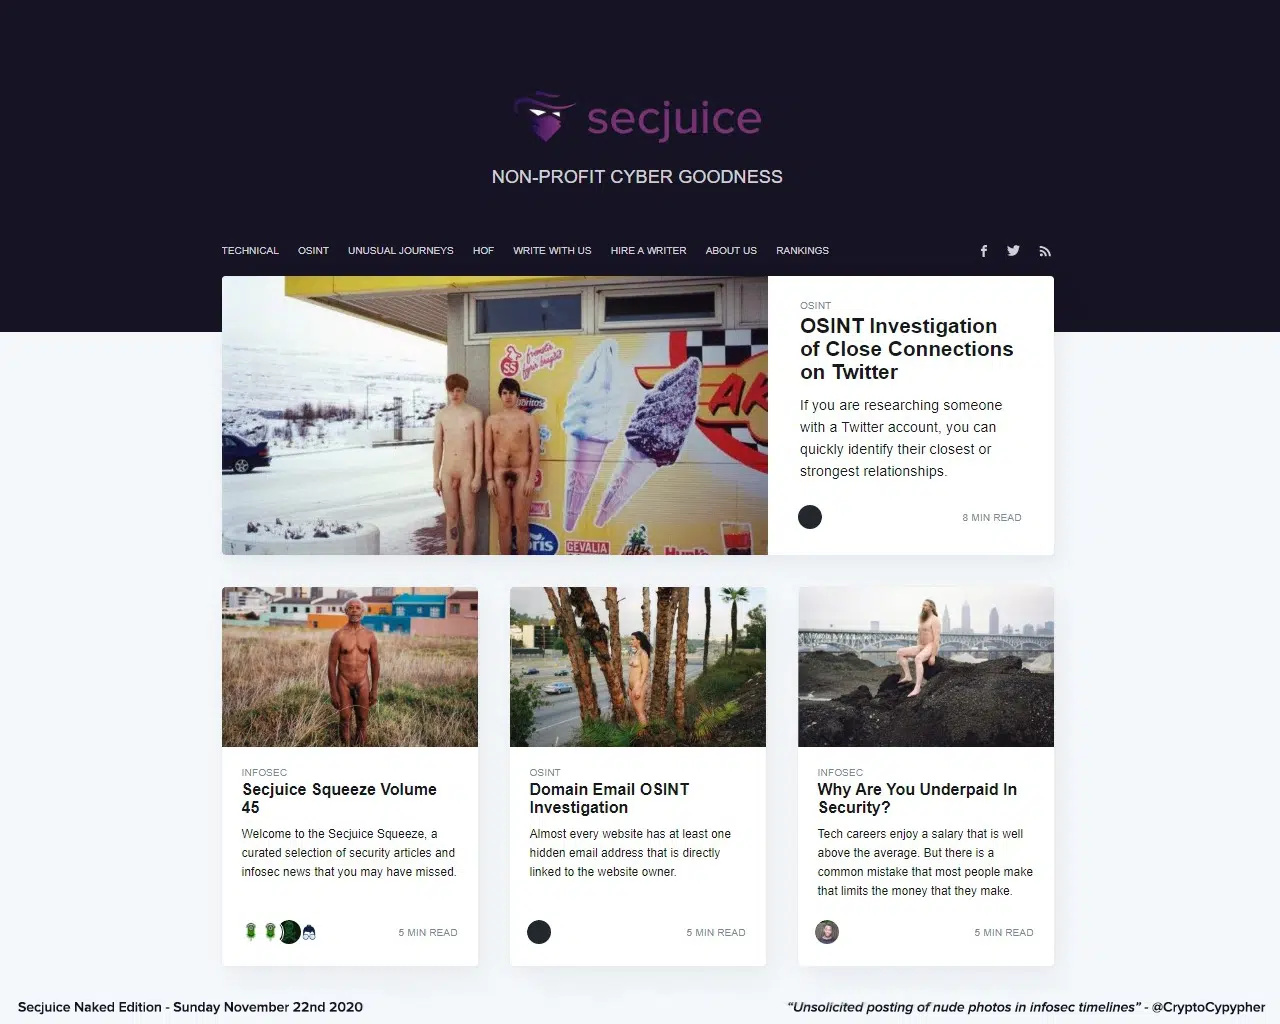 secjuice
NON-PROFIT CYBER GOODNESS
TECHNICAL OSINT UNUSUAL JOURNEYS HOF WRITE WITH US HIRE A WRITER ABOUT US RANKINGS
SS
AR
GEVALIA
OSINT
OSINT Investigation
of Close Connections
on Twitter
If you are researching someone
with a Twitter account, you can
quickly identify their closest or
strongest relationships.
8 MIN READ
INFOSEC
Secjuice Squeeze Volume
45
Welcome to the Secjuice Squeeze, a
curated selection of security articles and
infosec news that you may have missed.
5 MIN READ
OSINT
Domain Email OSINT
Investigation
Almost every website has at least one
hidden email address that is directly
linked to the website owner.
5 MIN READ
INFOSEC
Why Are You Underpaid In
Security?
Tech careers enjoy a salary that is well
above the average. But there is a
common mistake that most people make
that limits the money that they make.
5 MIN READ
Secjuice Naked Edition - Sunday November 22nd 2020
“Unsolicited posting of nude photos in infosec timelines” - @CryptoCypypher